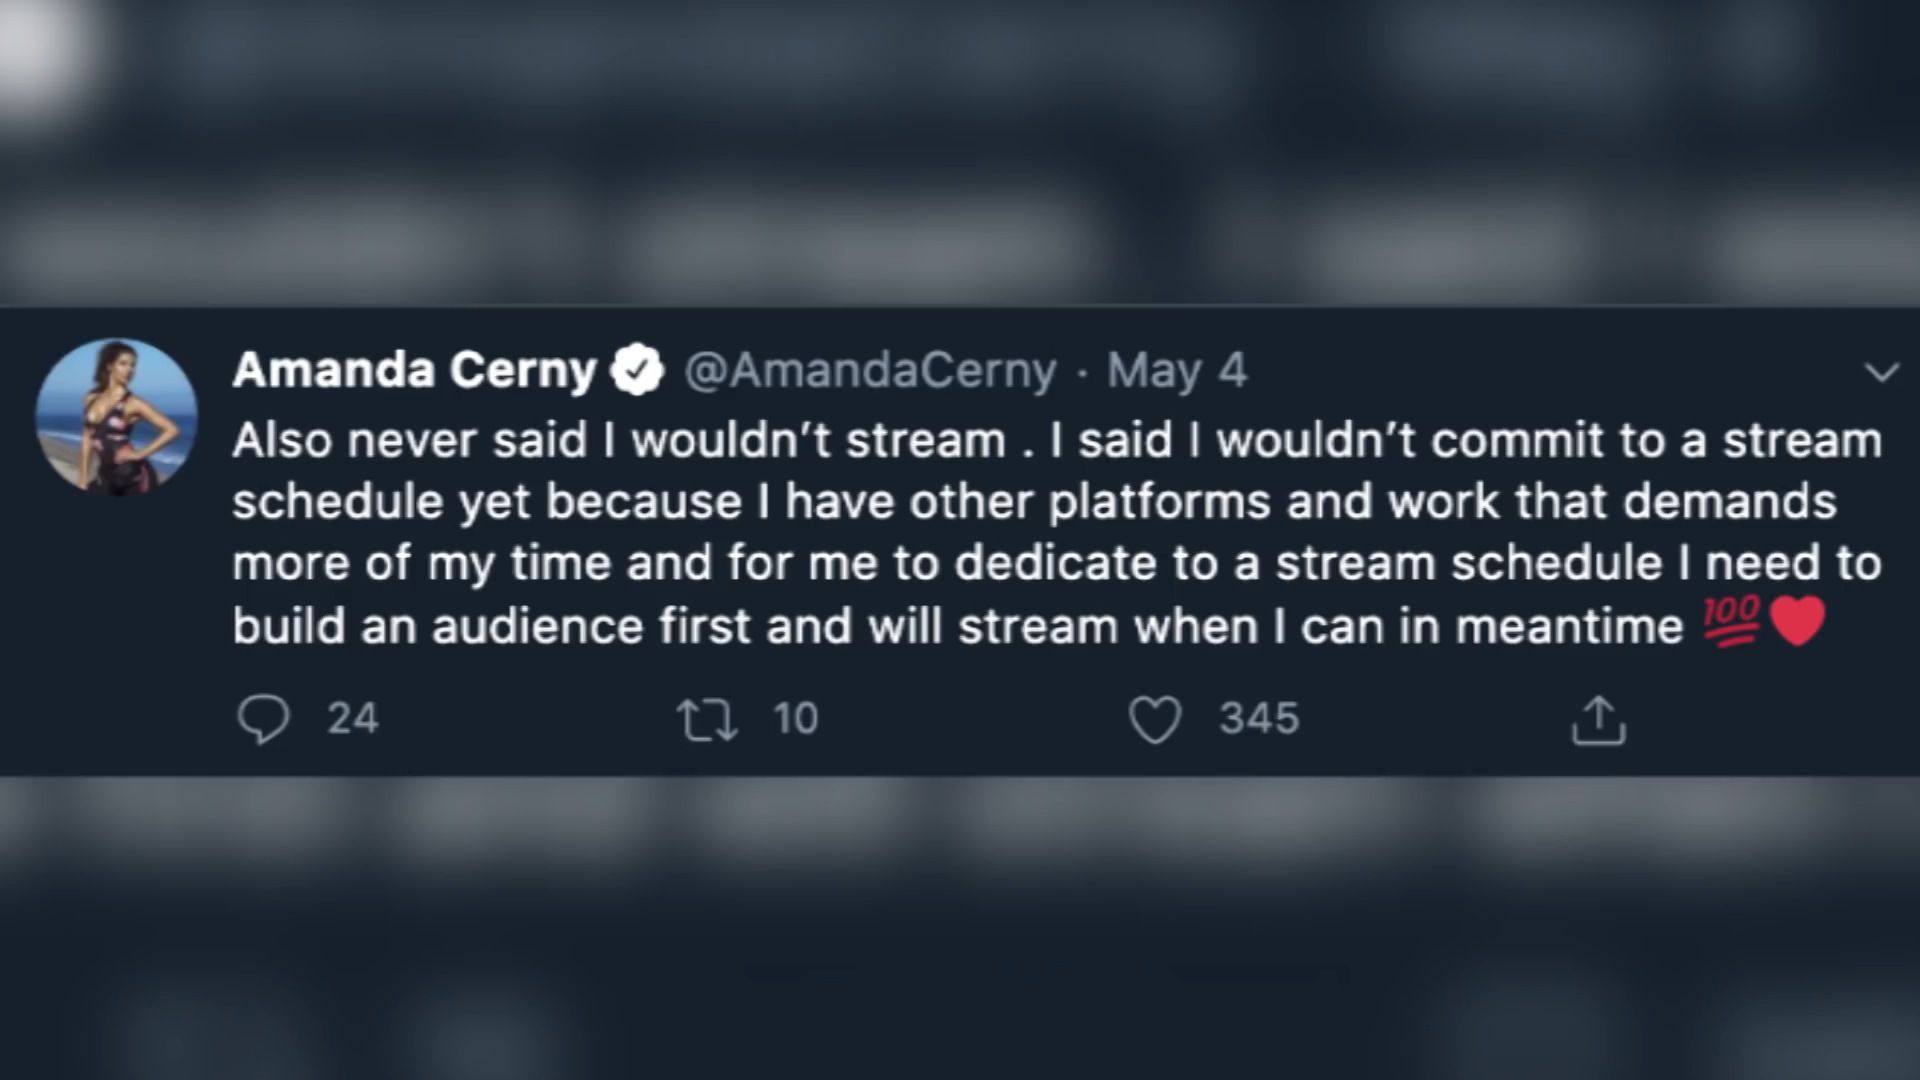 Amanda Cerny @AmandaCerny · May 4
Also never said I wouldn’t stream . I said I wouldn’t commit to a stream
schedule yet because I have other platforms and work that demands
more of my time and for me to dedicate to a stream schedule I need to
build an audience first and will stream when I can in meantime 💯❤️
24 10 345